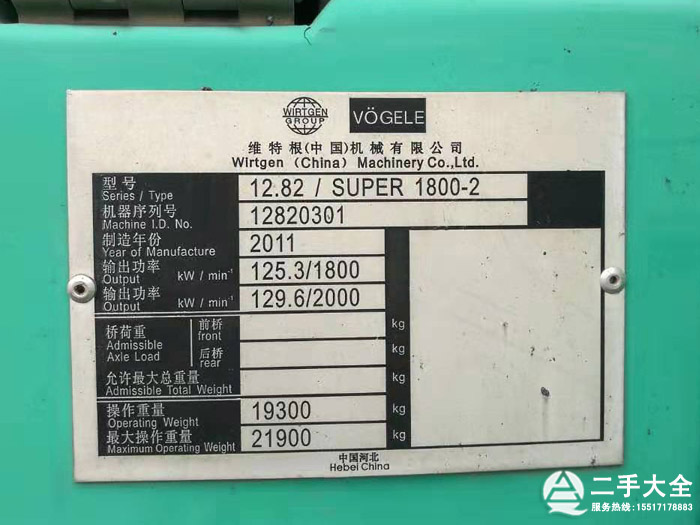 WIRTGEN
GROUP
VÖGELE
维特根(中国)机械有限公司
Wirtgen (China) Machinery Co.,Ltd.
型号
Series / Type
12.82 / SUPER 1800-2
机器序列号
Machine I.D. No.
12820301
制造年份
Year of Manufacture
2011
输出功率
Output kW / min⁻¹ 125.3/1800
输出功率
Output kW / min⁻¹ 129.6/2000
桥荷重
Admissible
Axle Load
前桥
front
kg
后桥
rear
kg
允许最大总重量
Admissible Total Weight
kg
操作重量
Operating Weight
19300 kg
最大操作重量
Maximum Operating Weight
21900 kg
中国河北
Hebei China
二手大全
服务热线:15517178883